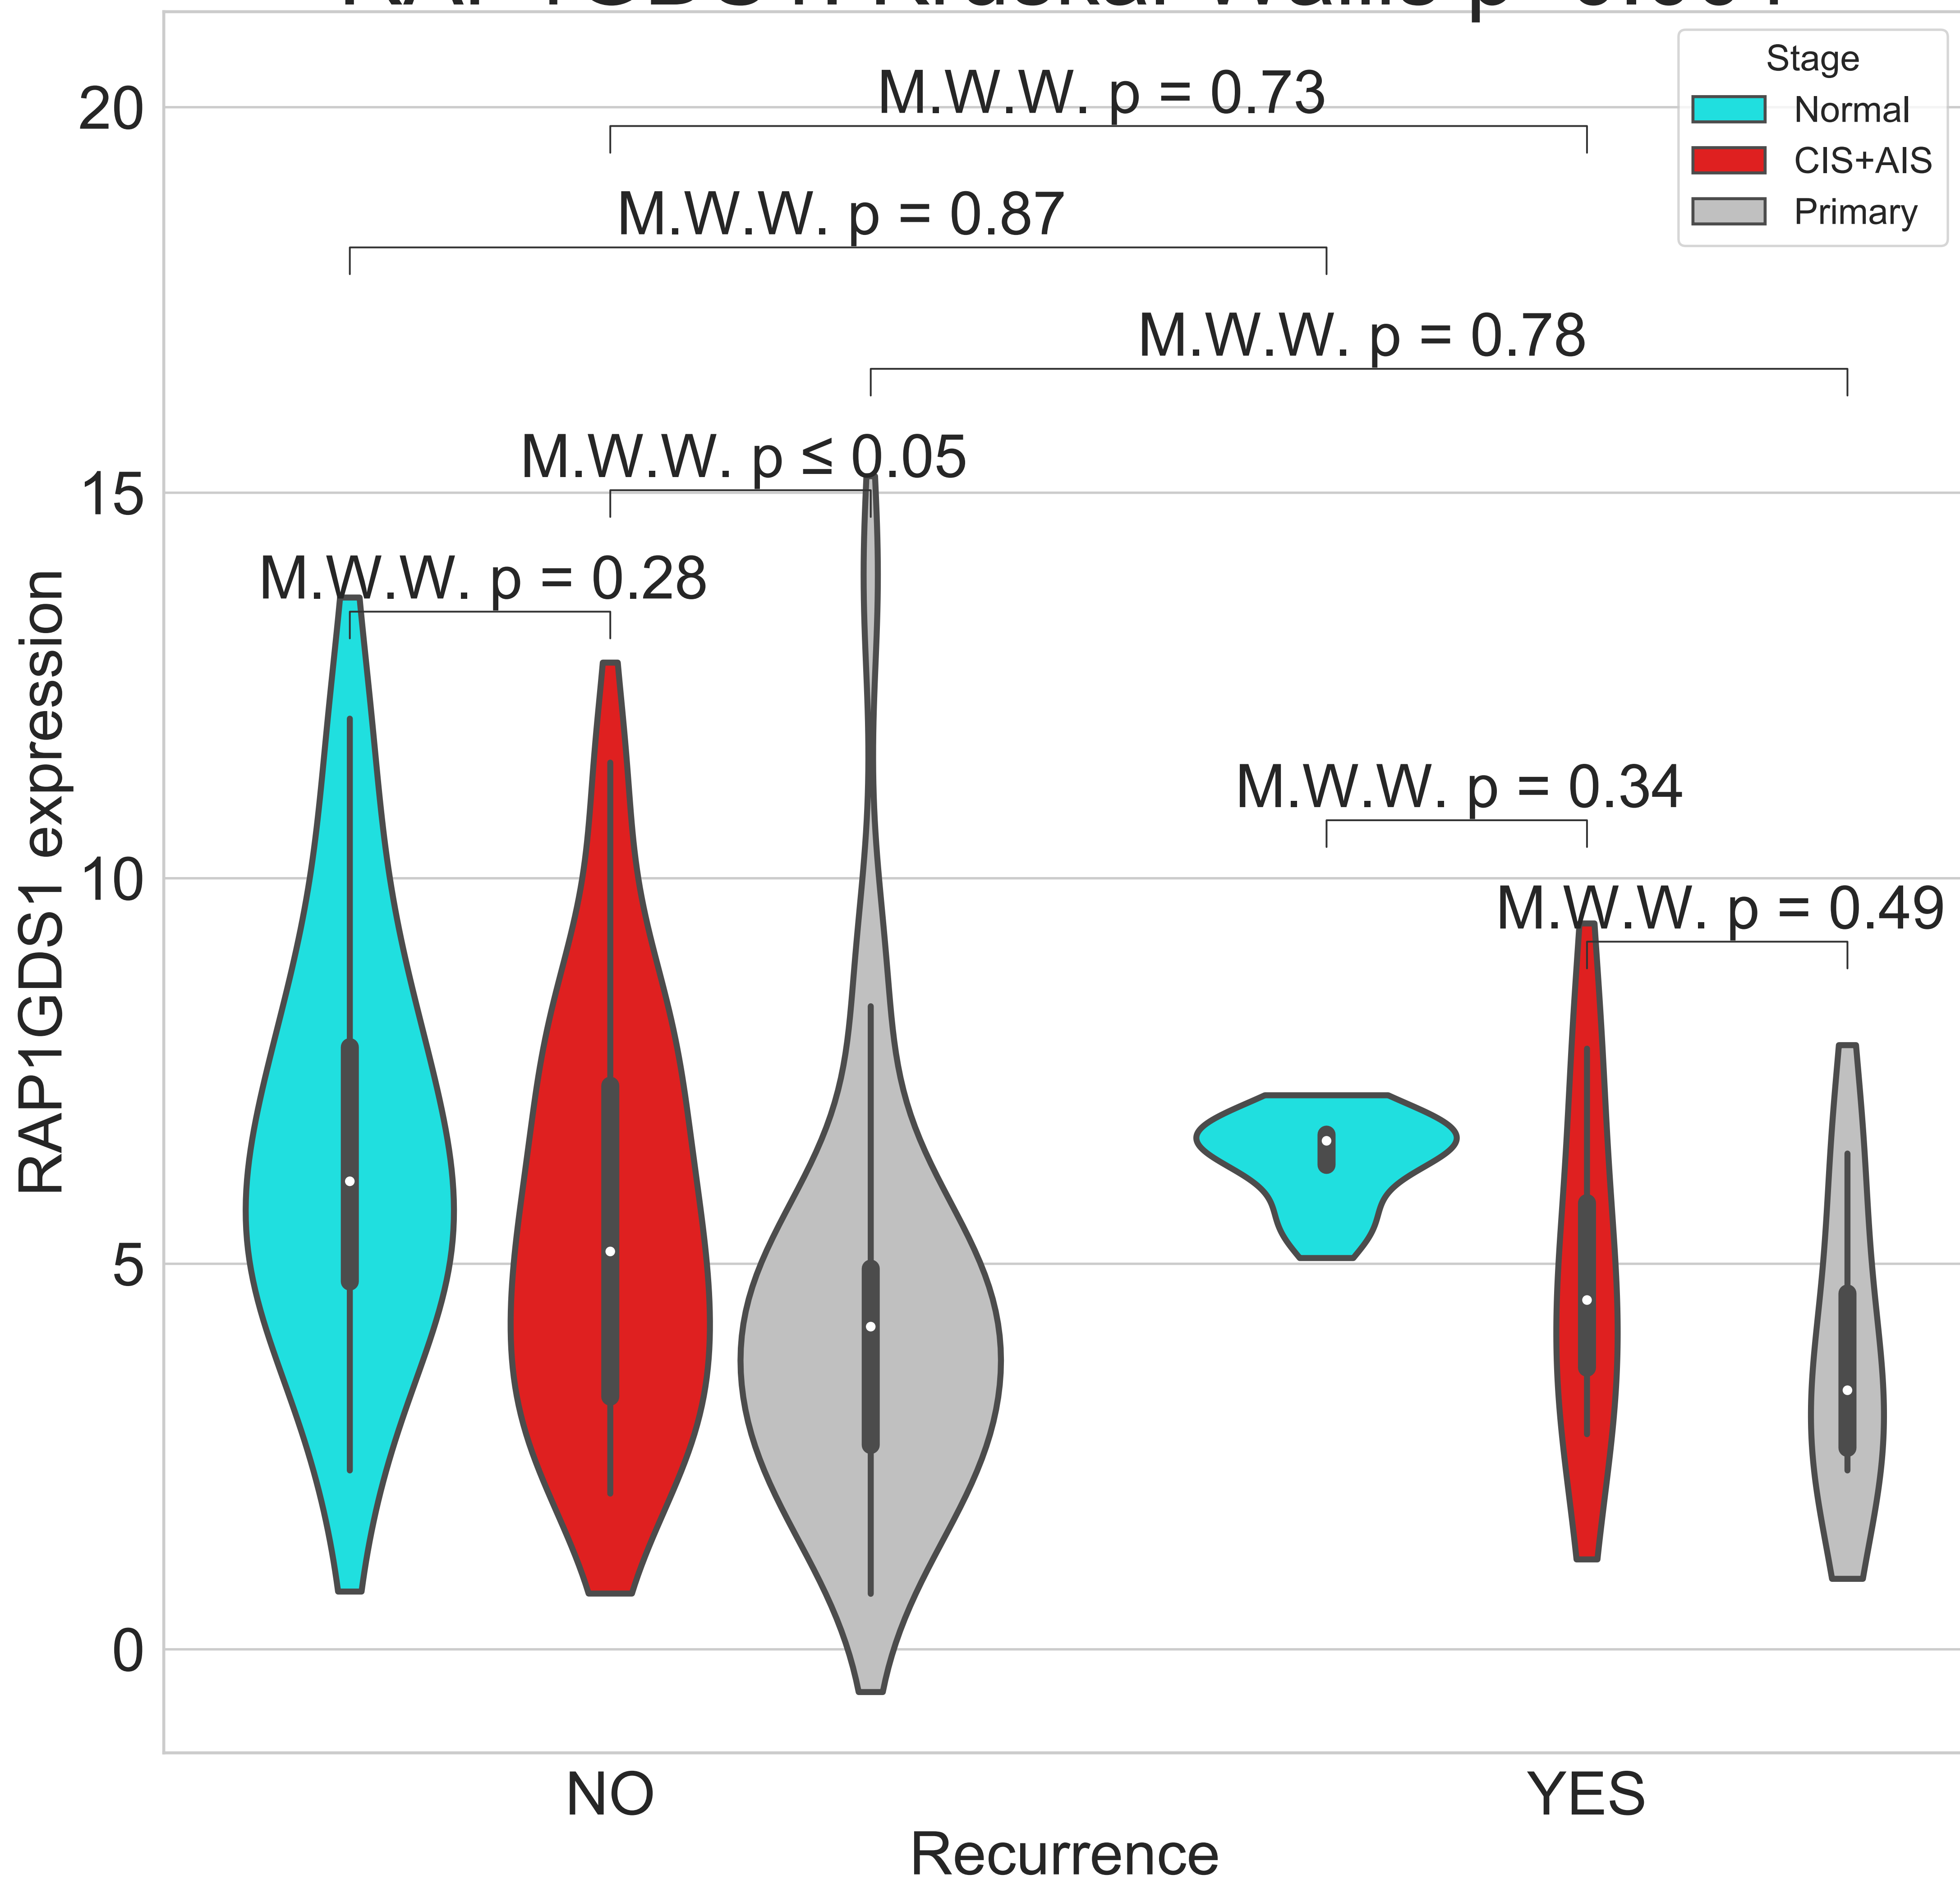 Stage
Normal
CIS+AIS
Primary
M.W.W. p = 0.73
M.W.W. p = 0.87
M.W.W. p = 0.78
M.W.W. p ≤ 0.05
M.W.W. p = 0.28
M.W.W. p = 0.34
M.W.W. p = 0.49
RAP1GDS1 expression
20
15
10
5
0
NO
YES
Recurrence